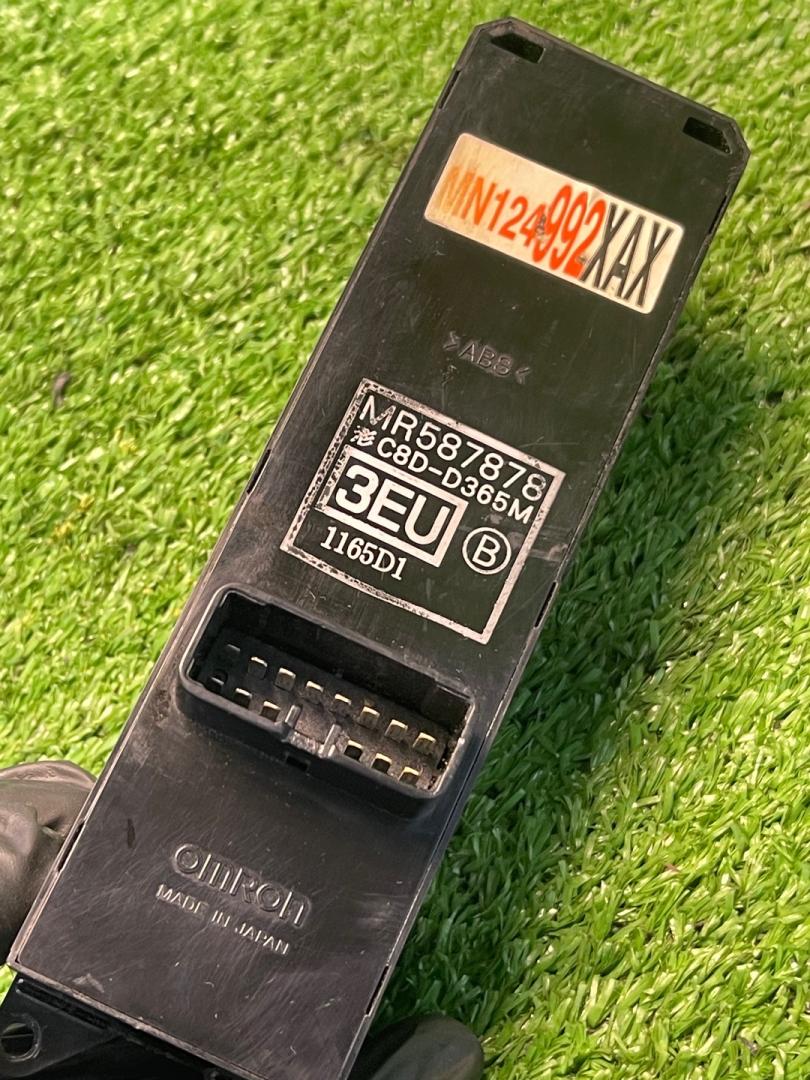 MN124992XAX
>ABS<
MR587878
C8D-D365M
3EU
B
1165D1
OMRON
MADE IN JAPAN